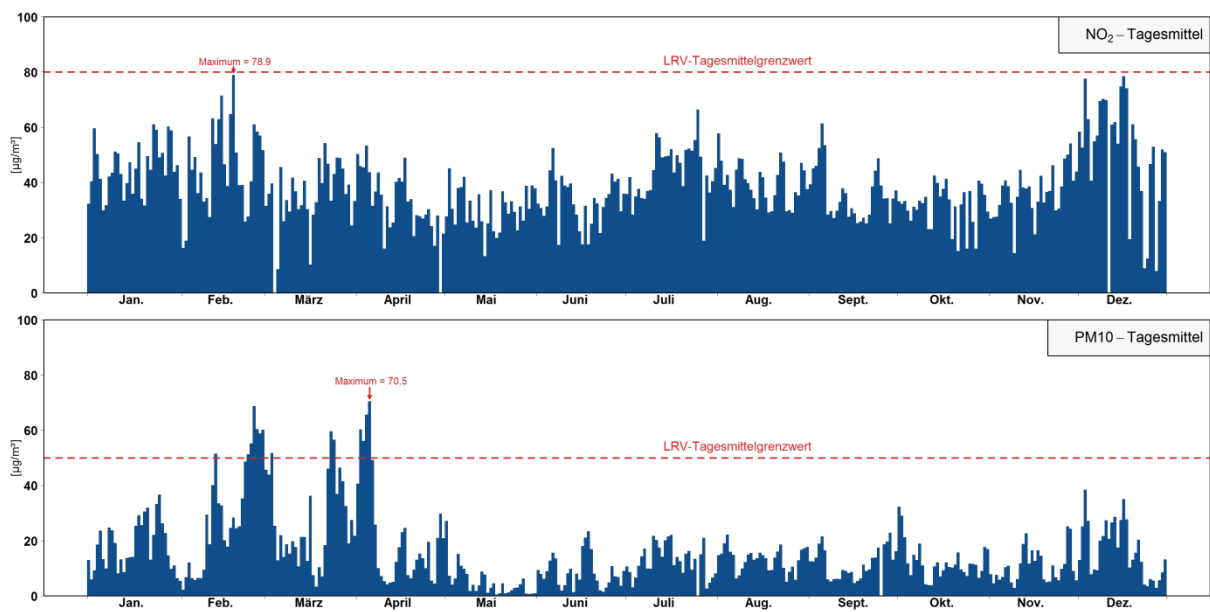 100
NO₂ – Tagesmittel
Maximum = 78.9
LRV-Tagesmittelgrenzwert
80
60
[µg/m³]
40
20
0
Jan. Feb. März April Mai Juni Juli Aug. Sept. Okt. Nov. Dez.
100
PM10 – Tagesmittel
80
Maximum = 70.5
60
LRV-Tagesmittelgrenzwert
[µg/m³]
40
20
0
Jan. Feb. März April Mai Juni Juli Aug. Sept. Okt. Nov. Dez.